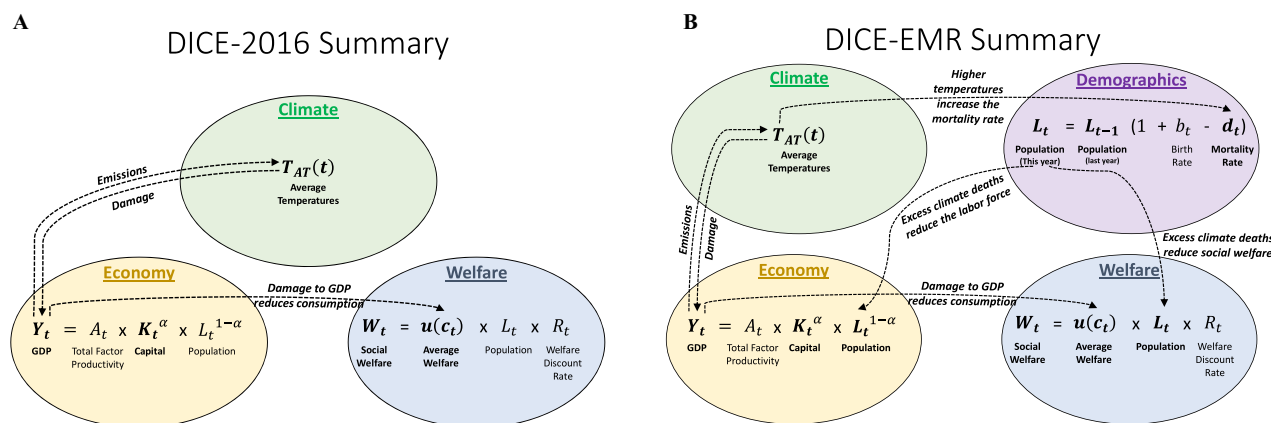 A
DICE-2016 Summary
Climate
T_{AT}(t)
Average
Temperatures
Emissions
Damage
Economy
Damage to GDP
reduces consumption
Welfare
Y_t = A_t x K_t^α x L_t^{1-α}
GDP
Total Factor
Productivity
Capital
Population
W_t = u(c_t) x L_t x R_t
Social
Welfare
Average
Welfare
Population
Welfare
Discount
Rate
B
DICE-EMR Summary
Climate
T_{AT}(t)
Average
Temperatures
Higher
temperatures
increase the
mortality rate
Demographics
L_t = L_{t-1} (1 + b_t - d_t)
Population
(This year)
Population
(last year)
Birth
Rate
Mortality
Rate
Emissions
Damage
Excess climate deaths
reduce the labor force
Excess climate deaths
reduce social welfare
Economy
Damage to GDP
reduces consumption
Welfare
Y_t = A_t x K_t^α x L_t^{1-α}
GDP
Total Factor
Productivity
Capital
Population
W_t = u(c_t) x L_t x R_t
Social
Welfare
Average
Welfare
Population
Welfare
Discount
Rate